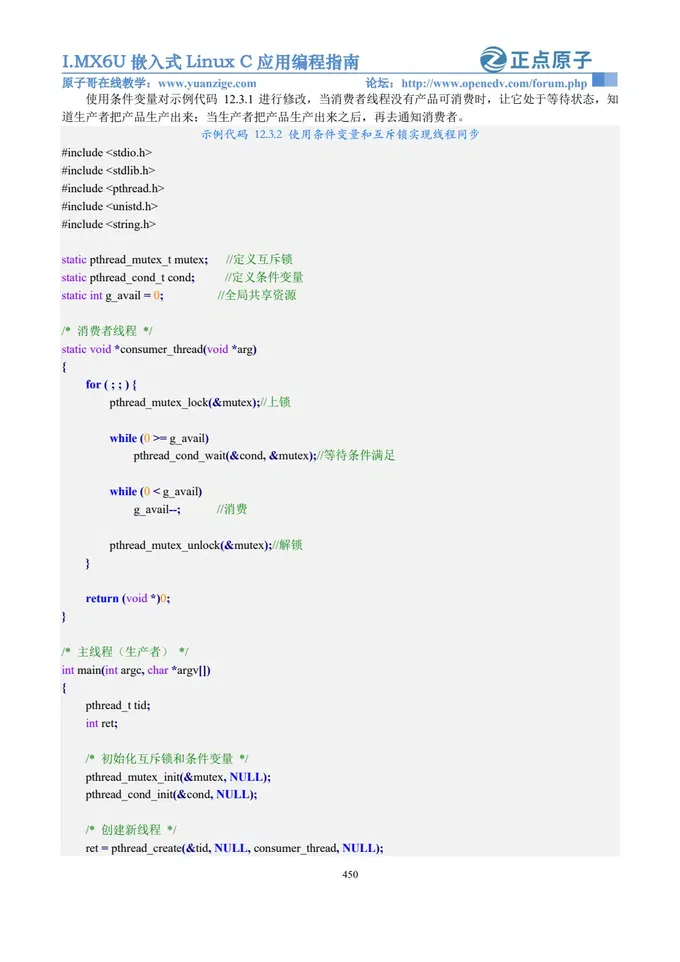 I.MX6U 嵌入式 Linux C 应用编程指南
正点原子
原子哥在线教学：www.yuanzige.com 论坛：http://www.openedv.com/forum.php
使用条件变量对示例代码 12.3.1 进行修改，当消费者线程没有产品可消费时，让它处于等待状态，知
道生产者把产品生产出来；当生产者把产品生产出来之后，再去通知消费者。
示例代码 12.3.2 使用条件变量和互斥锁实现线程同步
#include <stdio.h>
#include <stdlib.h>
#include <pthread.h>
#include <unistd.h>
#include <string.h>
static pthread_mutex_t mutex; //定义互斥锁
static pthread_cond_t cond; //定义条件变量
static int g_avail = 0; //全局共享资源
/* 消费者线程 */
static void *consumer_thread(void *arg)
{
for ( ; ; ) {
pthread_mutex_lock(&mutex);//上锁
while (0 >= g_avail)
pthread_cond_wait(&cond, &mutex);//等待条件满足
while (0 < g_avail)
g_avail--; //消费
pthread_mutex_unlock(&mutex);//解锁
}
return (void *)0;
}
/* 主线程（生产者） */
int main(int argc, char *argv[])
{
pthread_t tid;
int ret;
/* 初始化互斥锁和条件变量 */
pthread_mutex_init(&mutex, NULL);
pthread_cond_init(&cond, NULL);
/* 创建新线程 */
ret = pthread_create(&tid, NULL, consumer_thread, NULL);
450